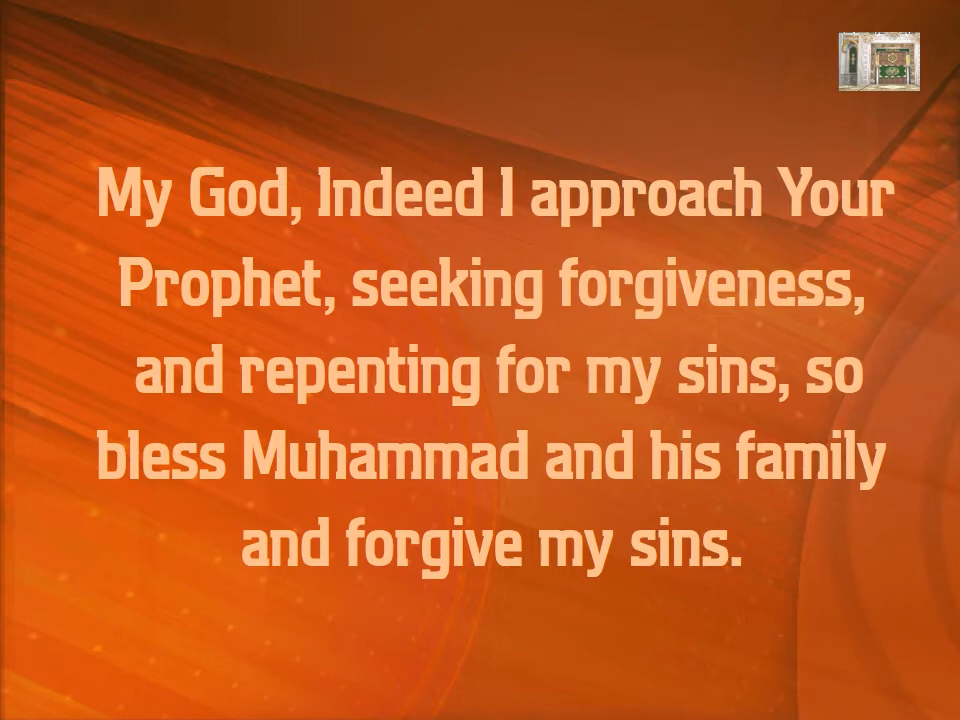 My God, Indeed I approach Your
Prophet, seeking forgiveness,
and repenting for my sins, so
bless Muhammad and his family
and forgive my sins.